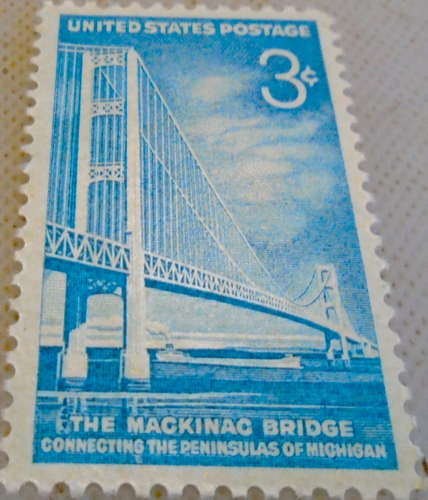 UNITED STATES POSTAGE
3¢
THE MACKINAC BRIDGE
CONNECTING THE PENINSULAS OF MICHIGAN